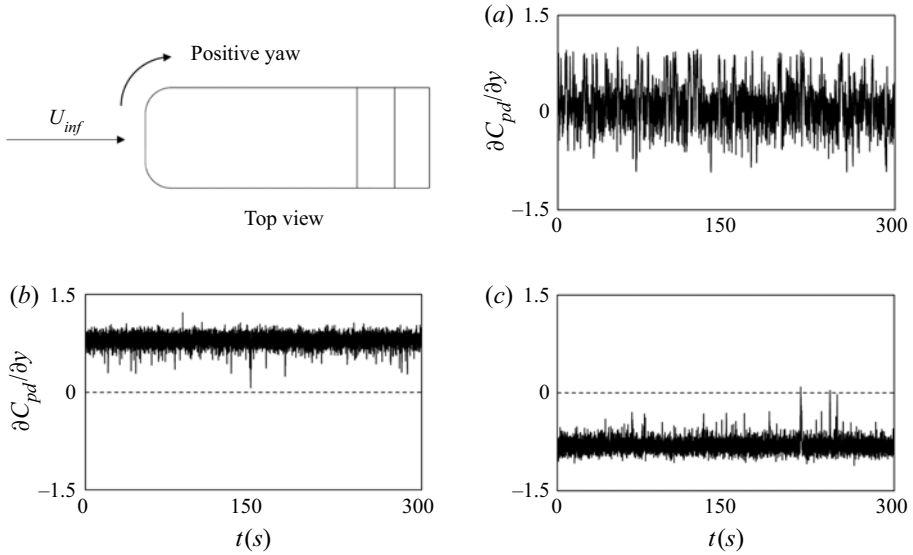 Positive yaw
U_inf
Top view
(a)
1.5
∂C_pd/∂y
0
−1.5
0 150 300
(b)
1.5
∂C_pd/∂y
0
−1.5
0 150 300
t(s)
(c)
1.5
0
−1.5
0 150 300
t(s)